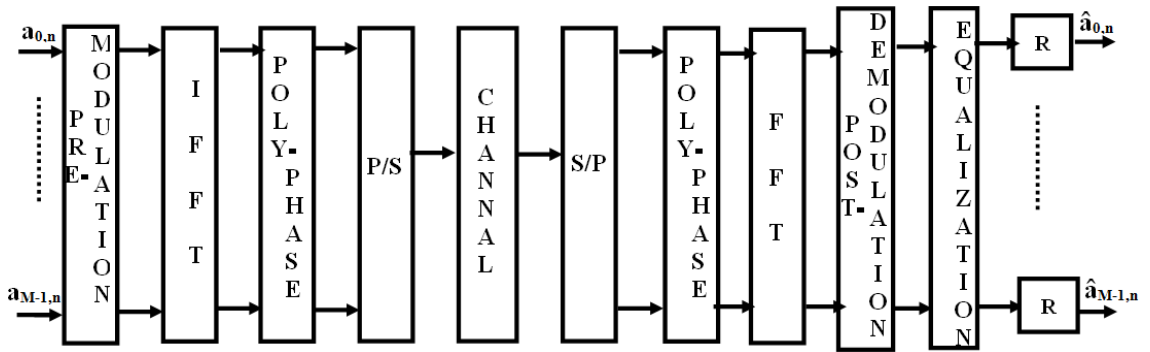 a0,n
PRE-
MODULATION
IFFT
POLY-
PHASE
P/S
CHANNAL
S/P
POLY-
PHASE
FFT
POST-
DEMODULATION
EQUALIZATION
R
â0,n
aM-1,n
R
âM-1,n